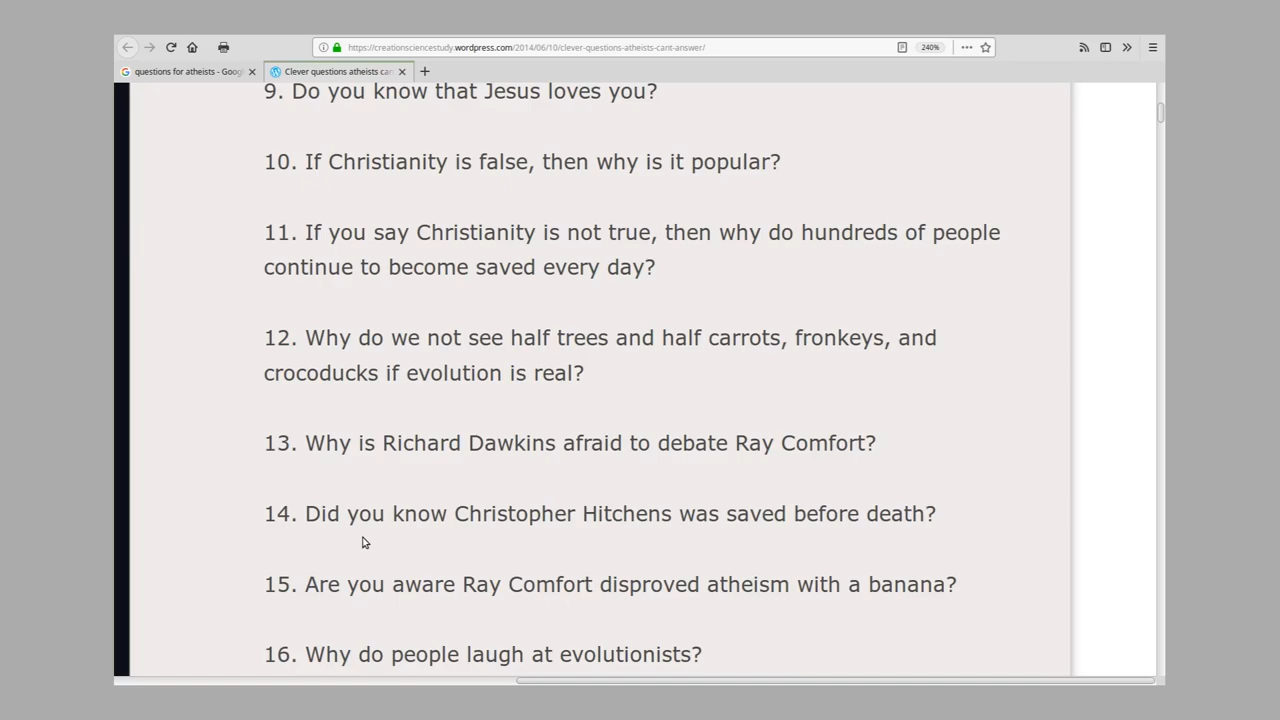 https://creationsciencestudy.wordpress.com/2014/06/10/clever-questions-atheists-cant-answer/
240%
questions for atheists - Goog
Clever questions atheists can
9. Do you know that Jesus loves you?
10. If Christianity is false, then why is it popular?
11. If you say Christianity is not true, then why do hundreds of people
continue to become saved every day?
12. Why do we not see half trees and half carrots, fronkeys, and
crocoducks if evolution is real?
13. Why is Richard Dawkins afraid to debate Ray Comfort?
14. Did you know Christopher Hitchens was saved before death?
15. Are you aware Ray Comfort disproved atheism with a banana?
16. Why do people laugh at evolutionists?